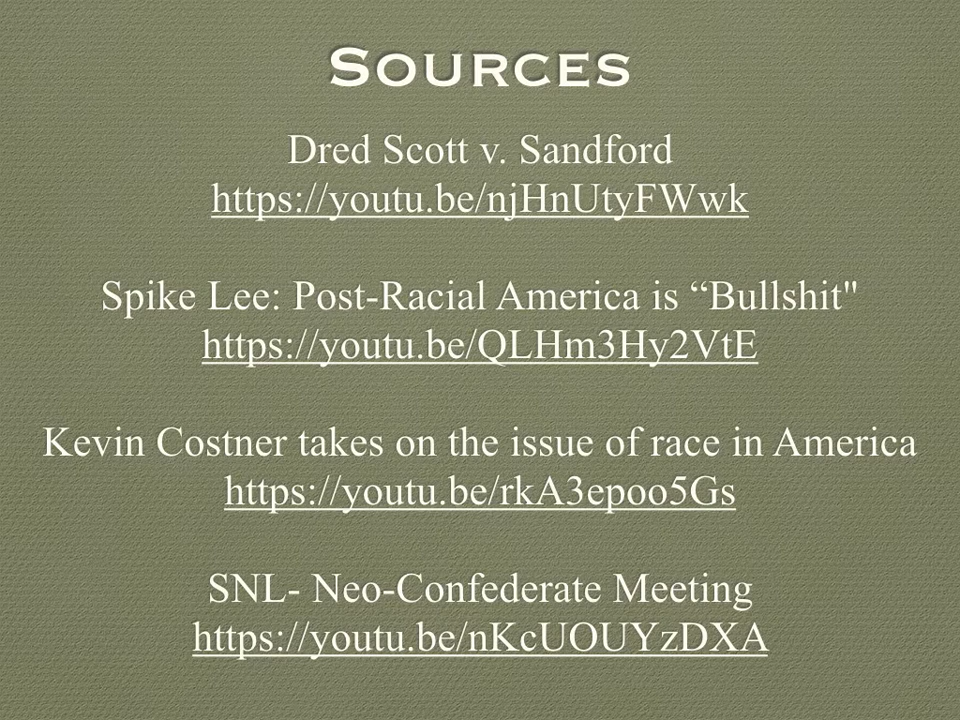 SOURCES
Dred Scott v. Sandford
https://youtu.be/njHnUtyFWwk
Spike Lee: Post-Racial America is “Bullshit"
https://youtu.be/QLHm3Hy2VtE
Kevin Costner takes on the issue of race in America
https://youtu.be/rkA3epoo5Gs
SNL- Neo-Confederate Meeting
https://youtu.be/nKcUOUYzDXA